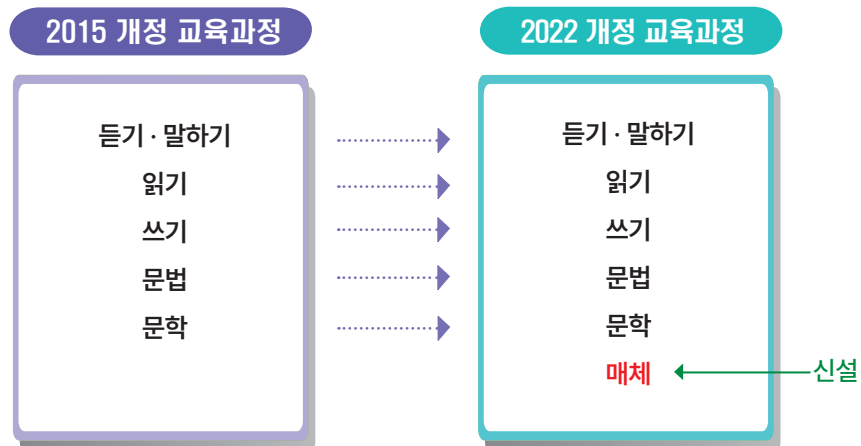 2015 개정 교육과정
듣기 · 말하기
읽기
쓰기
문법
문학
2022 개정 교육과정
듣기 · 말하기
읽기
쓰기
문법
문학
매체
신설